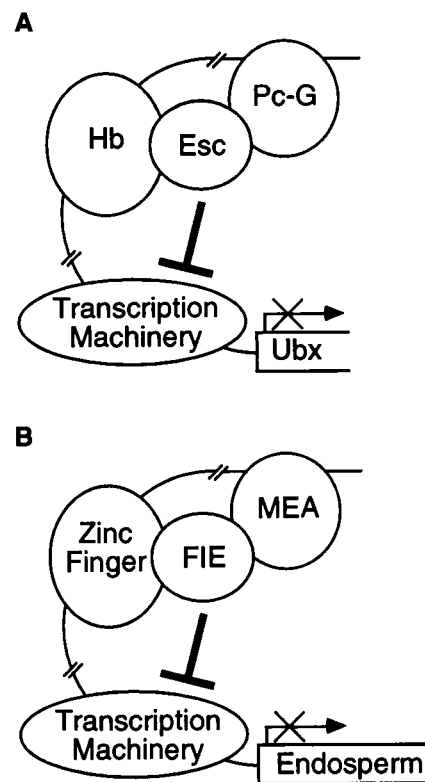 A
Pc-G
Hb
Esc
Transcription
Machinery
Ubx
B
MEA
Zinc
Finger
FIE
Transcription
Machinery
Endosperm